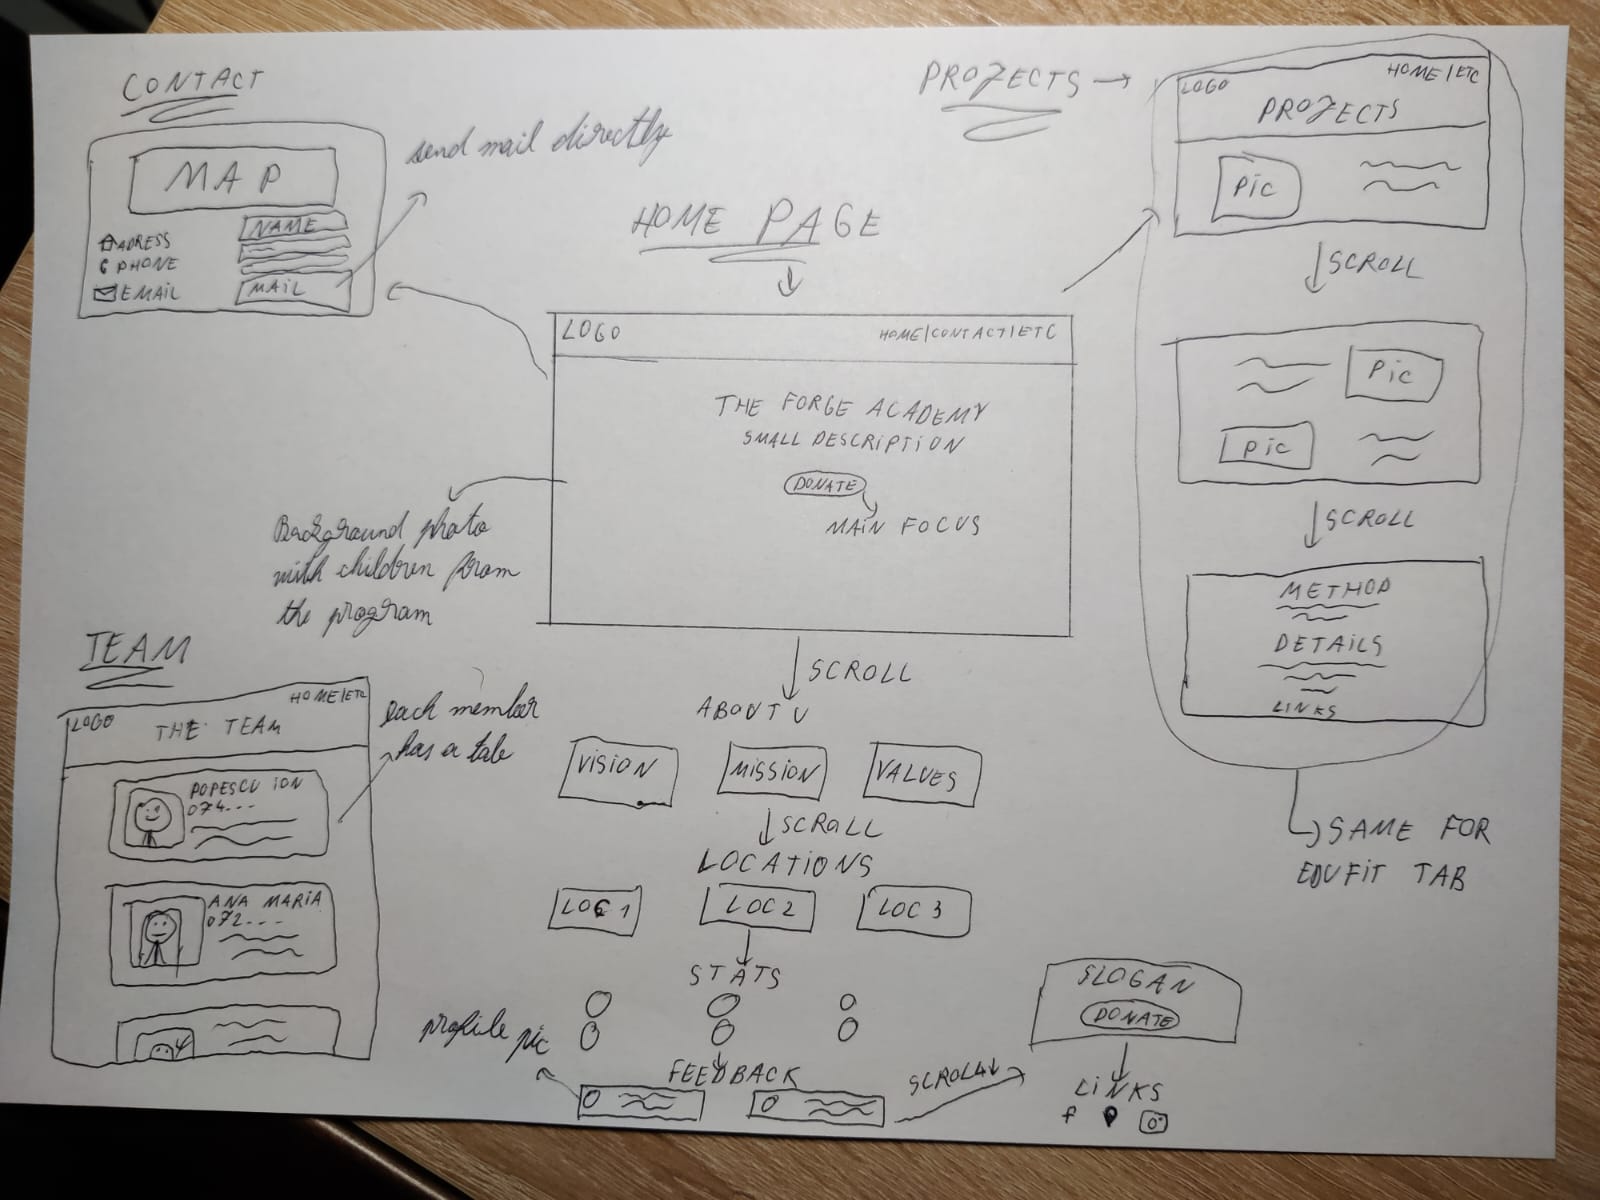 CONTACT
MAP
NAME
ADRESS
PHONE
EMAIL
MAIL
send mail directly
PROJECTS →
LOGO
HOME|ETC
PROJECTS
Pic
SCROLL
Pic
Pic
SCROLL
METHOD
DETAILS
LINKS
SAME FOR
EDUFIT TAB
HOME PAGE
LOGO
HOME|CONTACT|ETC
THE FORGE ACADEMY
SMALL DESCRIPTION
DONATE
MAIN FOCUS
Background photo
with children from
the program
SCROLL
ABOUT U
VISION
MISSION
VALUES
SCROLL
LOCATIONS
LOC 1
LOC 2
LOC 3
STATS
profile pic
FEEDBACK
SCROLL
SLOGAN
DONATE
LINKS
f
TEAM
LOGO
HOME|ETC
THE TEAM
each member
has a tale
POPESCU ION
074...
ANA MARIA
072....